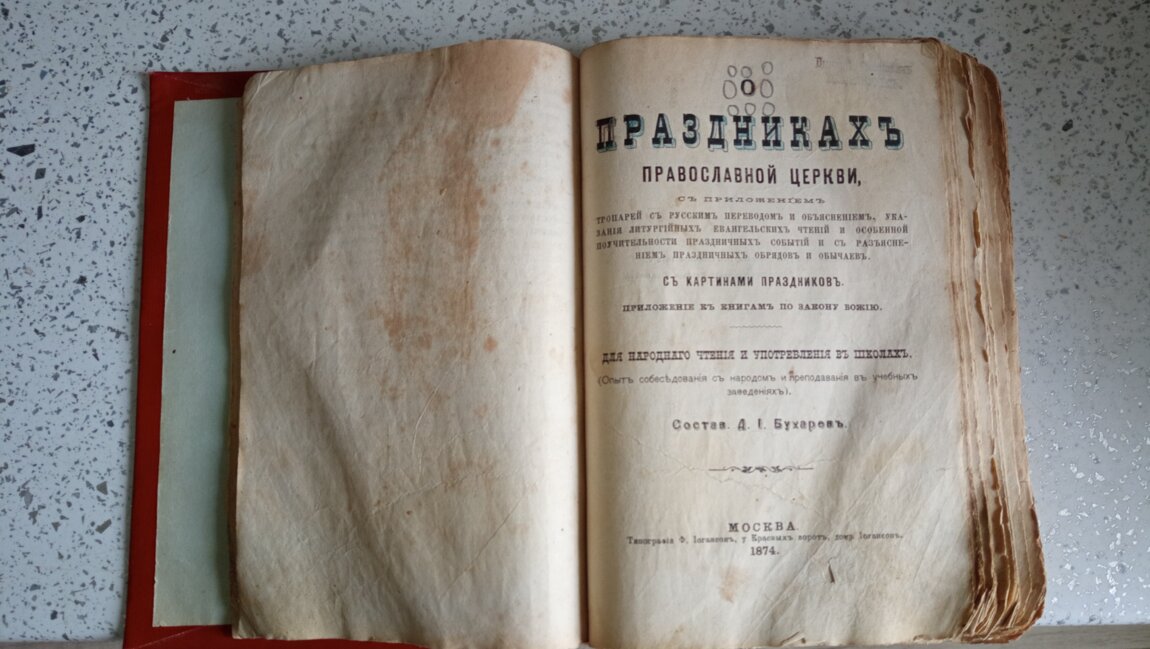 О
ПРАЗДНИКАХЪ
ПРАВОСЛАВНОЙ ЦЕРКВИ,
СЪ ПРИЛОЖЕНІЕМЪ
ТРОПАРЕЙ СЪ РУССКИМЪ ПЕРЕВОДОМЪ И ОБЪЯСНЕНІЕМЪ, УКА-
ЗАНІЯ ЛИТУРГІЙНЫХЪ ЕВАНГЕЛЬСКИХЪ ЧТЕНІЙ И ОСОБЕННОЙ
ПОУЧИТЕЛЬНОСТИ ПРАЗДНИЧНЫХЪ СОБЫТІЙ И СЪ РАЗЪЯСНЕ-
НІЕМЪ ПРАЗДНИЧНЫХЪ ОБРЯДОВЪ И ОБЫЧАЕВЪ.
СЪ КАРТИНАМИ ПРАЗДНИКОВЪ.
ПРИЛОЖЕНІЕ КЪ КНИГАМЪ ПО ЗАКОНУ БОЖІЮ.
ДЛЯ НАРОДНАГО ЧТЕНІЯ И УПОТРЕБЛЕНІЯ ВЪ ШКОЛАХЪ.
(Опытъ собесѣдованія съ народомъ и преподаванія въ учебныхъ
заведеніяхъ).
Состав. Д. І. Бухаревъ.
МОСКВА.
Типографія Ф. Іогансонъ, у Красныхъ воротъ, домъ Іогансонъ.
1874.